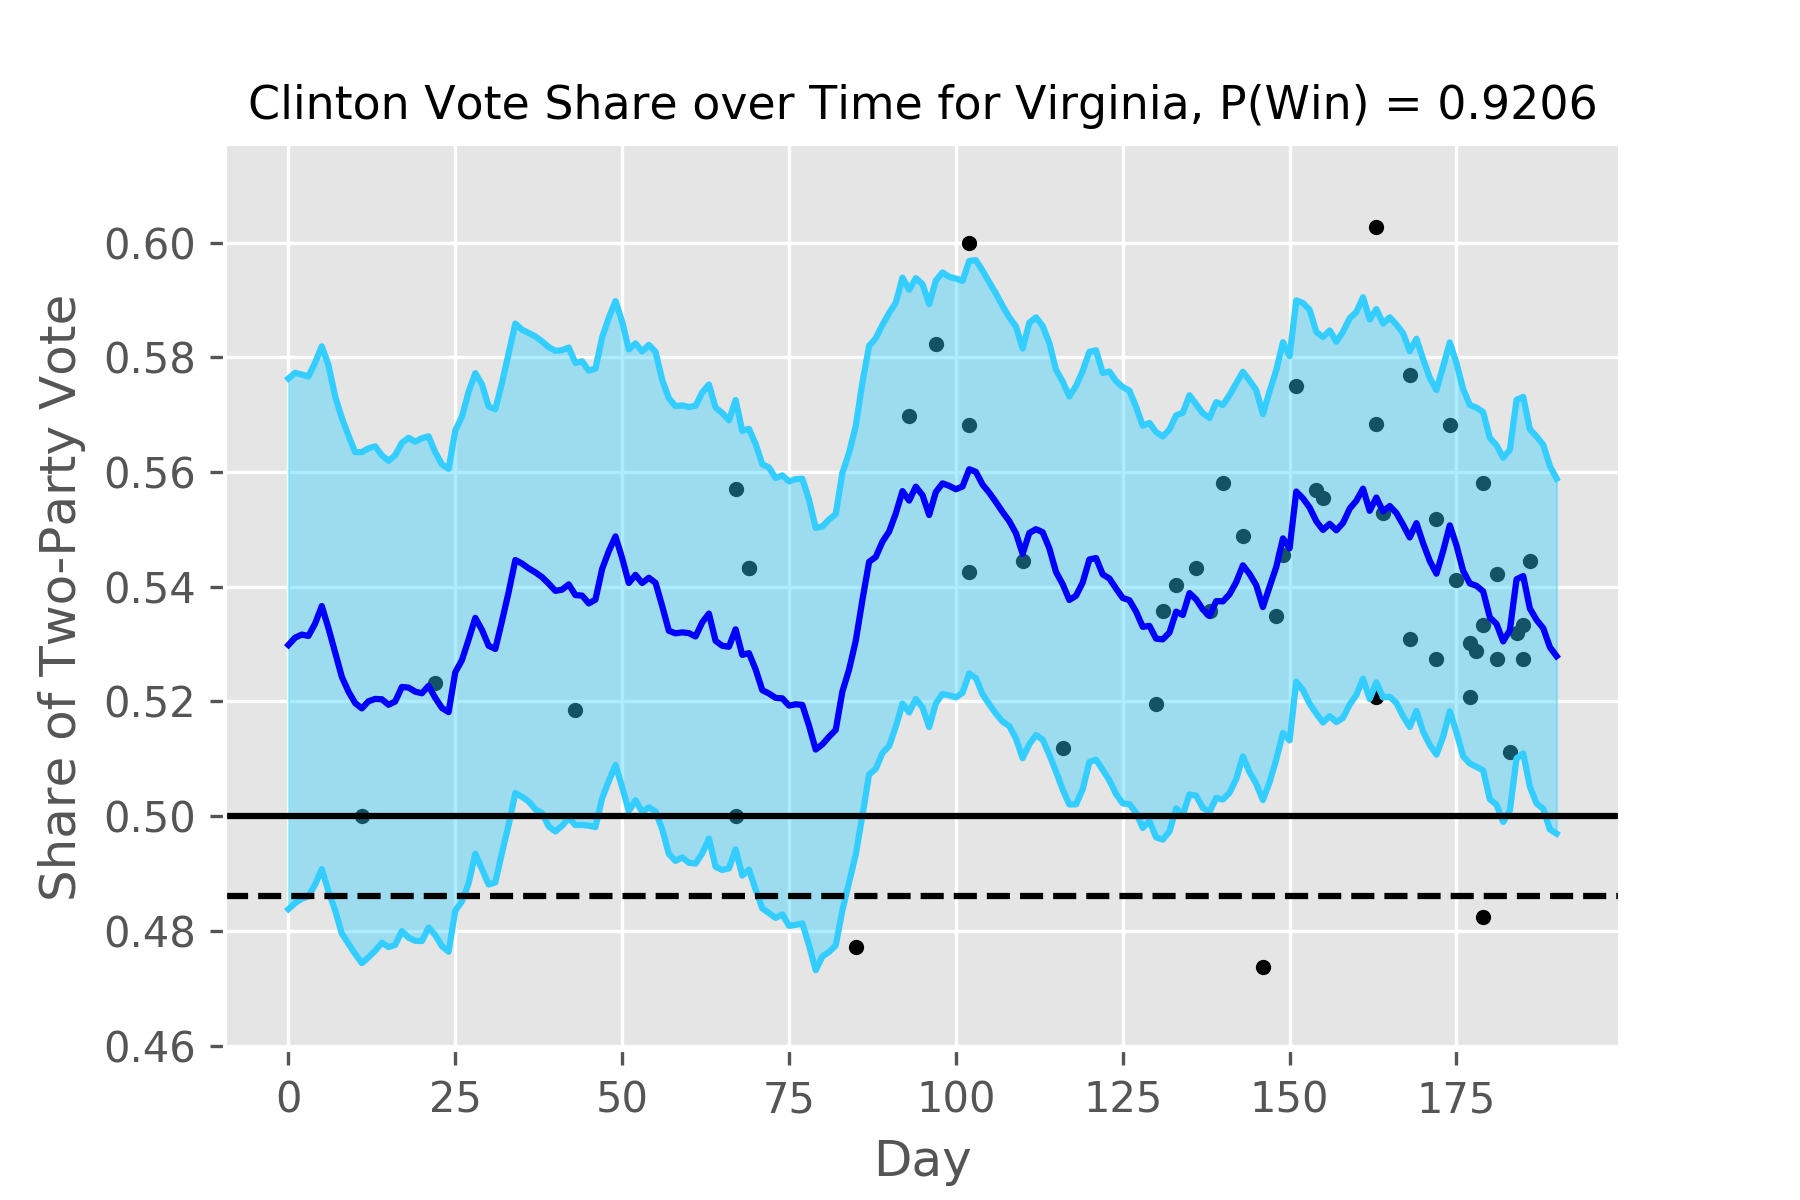 Clinton Vote Share over Time for Virginia, P(Win) = 0.9206
Share of Two-Party Vote
0.60
0.58
0.56
0.54
0.52
0.50
0.48
0.46
0 25 50 75 100 125 150 175
Day